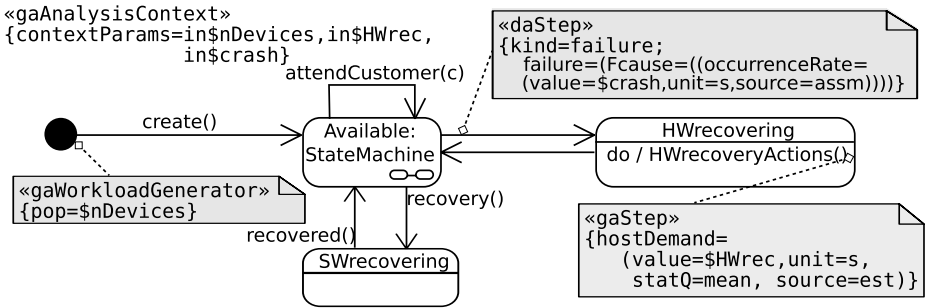 «gaAnalysisContext»
{contextParams=in$nDevices,in$HWrec,
in$crash}
«daStep»
{kind=failure;
failure=(Fcause=((occurrenceRate=
(value=$crash,unit=s,source=assm))))}
attendCustomer(c)
create()
Available:
StateMachine
HWrecovering
do / HWrecoveryActions()
«gaWorkloadGenerator»
{pop=$nDevices}
recovery()
recovered()
SWrecovering
«gaStep»
{hostDemand=
(value=$HWrec,unit=s,
statQ=mean, source=est)}